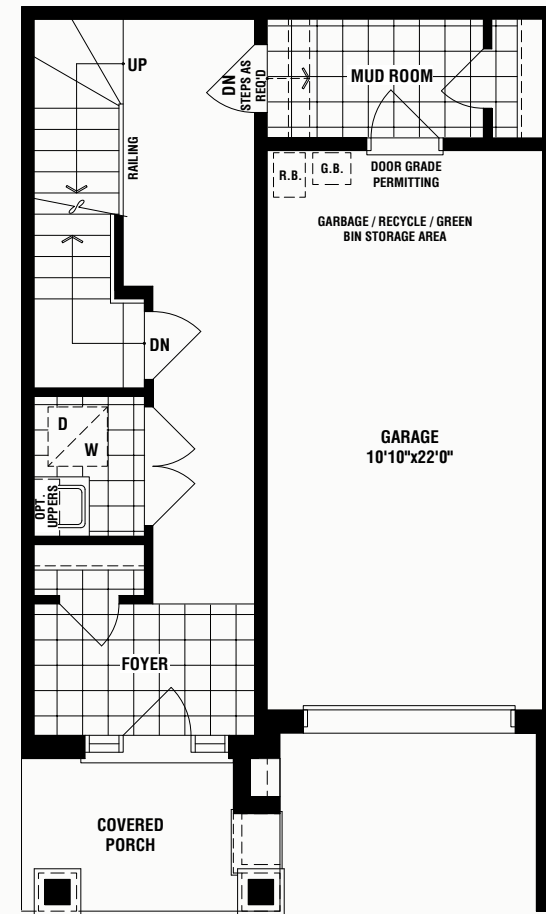 UP
DN
STEPS AS
REQ'D
MUD ROOM
RAILING
R.B.
G.B.
DOOR GRADE
PERMITTING
GARBAGE / RECYCLE / GREEN
BIN STORAGE AREA
DN
D
W
OPT.
UPPERS
GARAGE
10'10"x22'0"
FOYER
COVERED
PORCH